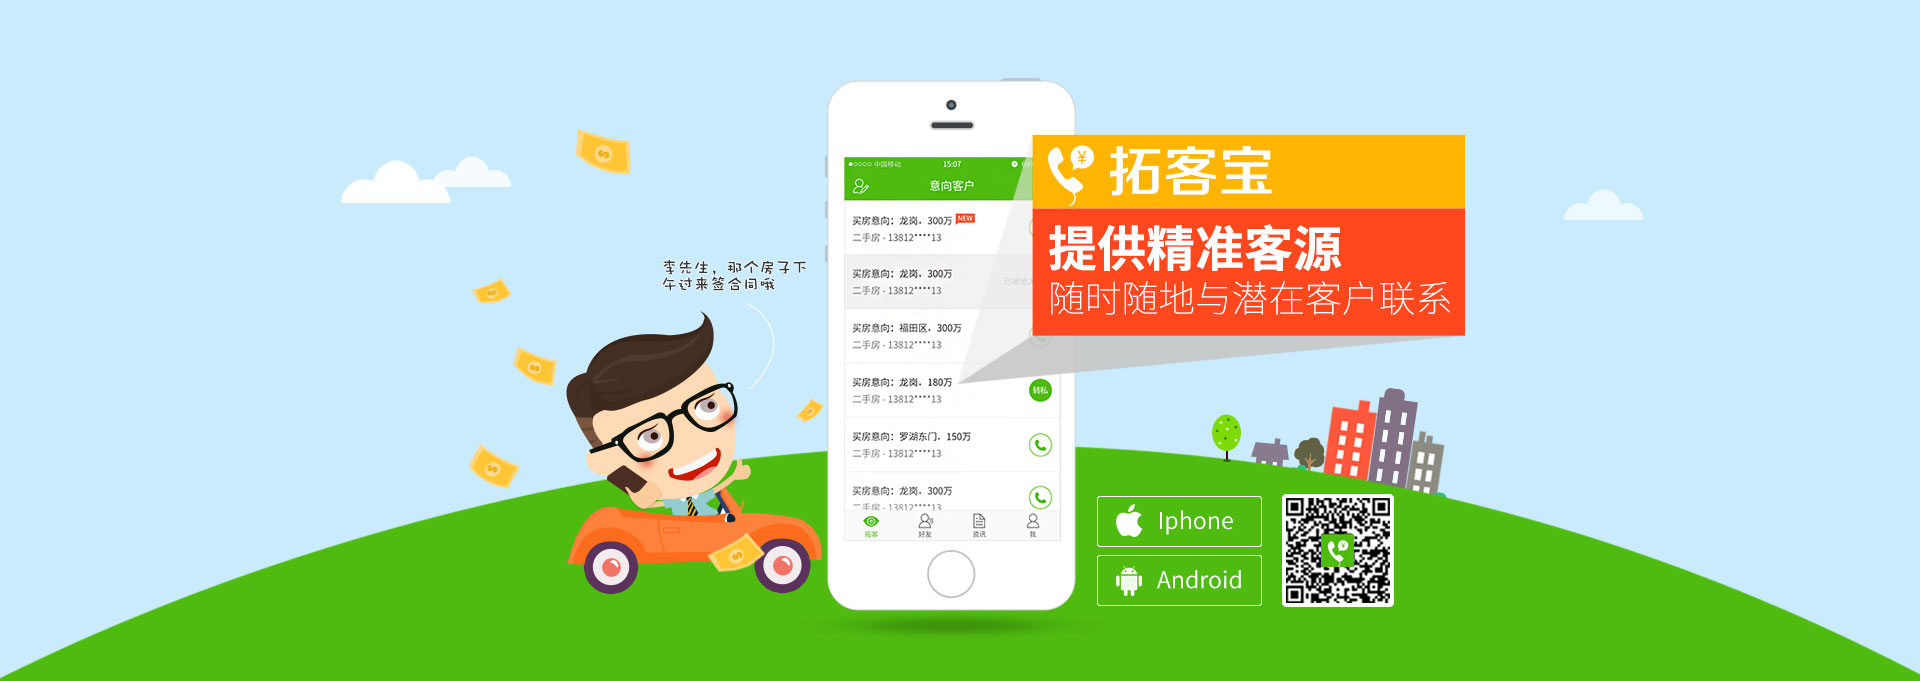 李先生，那个房子下
午过来签合同哦
中国移动 15:07
意向客户
买房意向：龙岗，300万 NEW
二手房 - 13812****13
买房意向：龙岗，300万
二手房 - 13812****13
买房意向：福田区，300万
二手房 - 13812****13
买房意向：龙岗，180万
二手房 - 13812****13
转私
买房意向：罗湖东门，150万
二手房 - 13812****13
买房意向：龙岗，300万
二手房 - 13812****13
拓客 好友 资讯 我
¥ 拓客宝
提供精准客源
随时随地与潜在客户联系
Iphone
Android